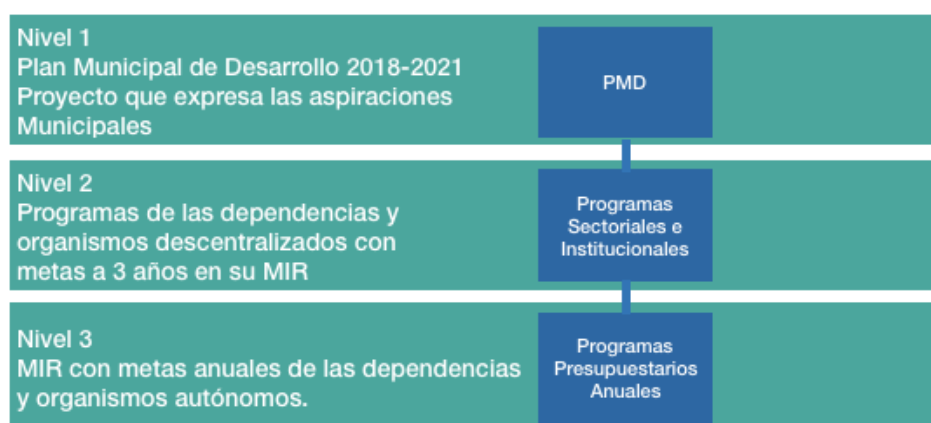 Nivel 1
Plan Municipal de Desarrollo 2018-2021
Proyecto que expresa las aspiraciones
Municipales
PMD
Nivel 2
Programas de las dependencias y
organismos descentralizados con
metas a 3 años en su MIR
Programas
Sectoriales e
Institucionales
Nivel 3
MIR con metas anuales de las dependencias
y organismos autónomos.
Programas
Presupuestarios
Anuales